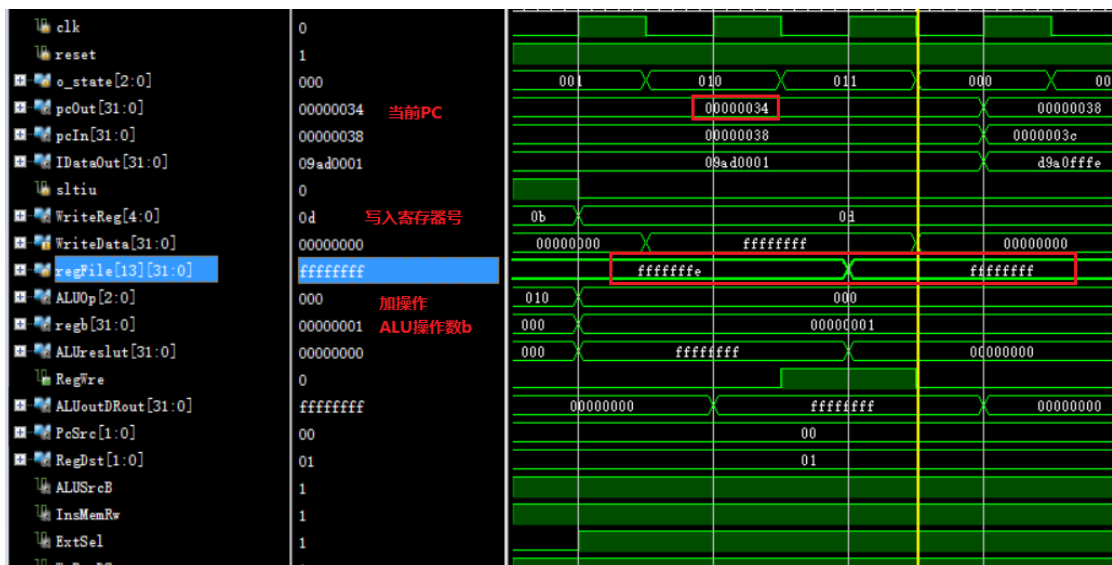 clk 0
reset 1
o_state[2:0] 000 001 010 011 000 00
pcOut[31:0] 00000034 当前PC 00000034 00000038
pcIn[31:0] 00000038 00000038 0000003c
IDataOut[31:0] 09ad0001 09ad0001 d9a0fffe
sltiu 0
WriteReg[4:0] 0d 写入寄存器号 0b 0d
WriteData[31:0] 00000000 00000000 ffffffff 00000000
regFile[13][31:0] ffffffff fffffffe ffffffff
ALUOp[2:0] 000 加操作 010 000
regb[31:0] 00000001 ALU操作数b 000 00000001
ALUreslut[31:0] 00000000 000 ffffffff 00000000
RegWre 0
ALUoutDRout[31:0] ffffffff 00000000 ffffffff 00000000
PcSrc[1:0] 00 00
RegDst[1:0] 01 01
ALUSrcB 1
InsMemRw 1
ExtSel 1